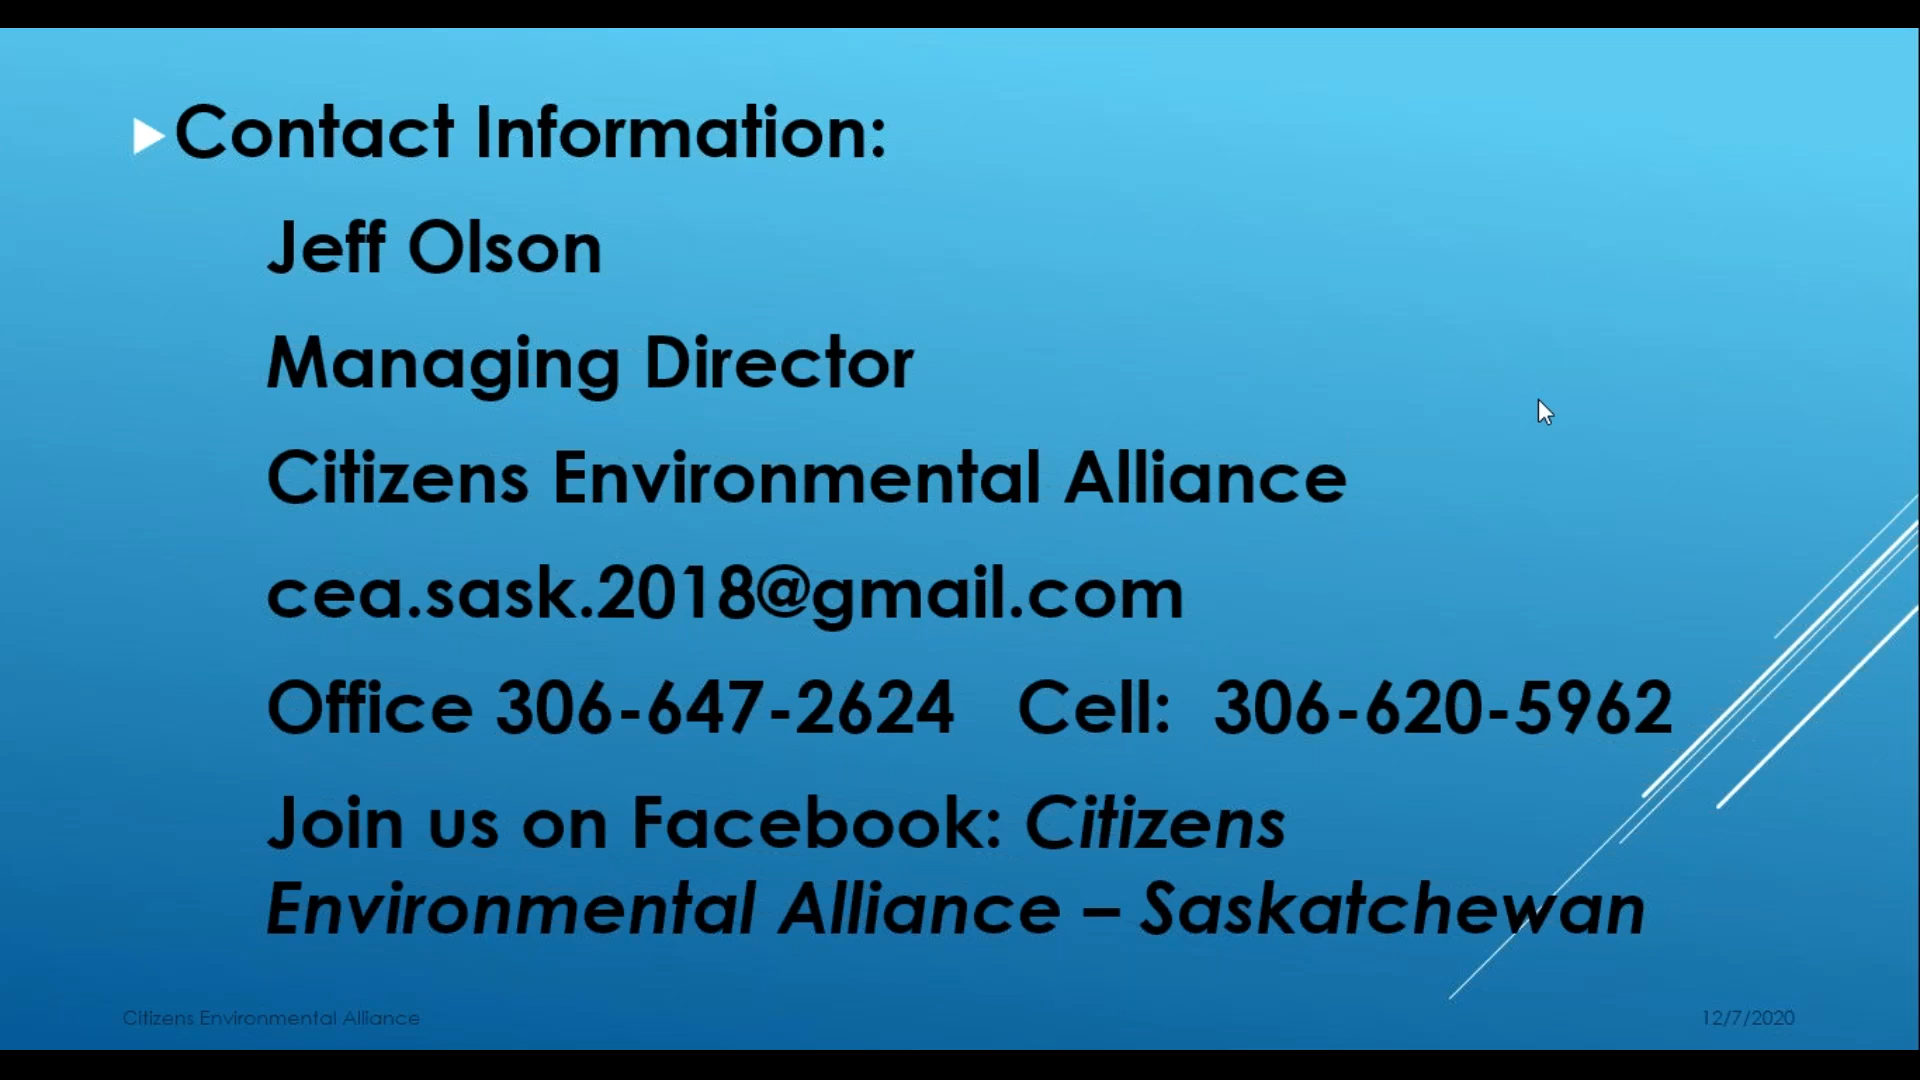 Contact Information:
Jeff Olson
Managing Director
Citizens Environmental Alliance
cea.sask.2018@gmail.com
Office 306-647-2624   Cell:  306-620-5962
Join us on Facebook: Citizens
Environmental Alliance – Saskatchewan
Citizens Environmental Alliance
12/7/2020